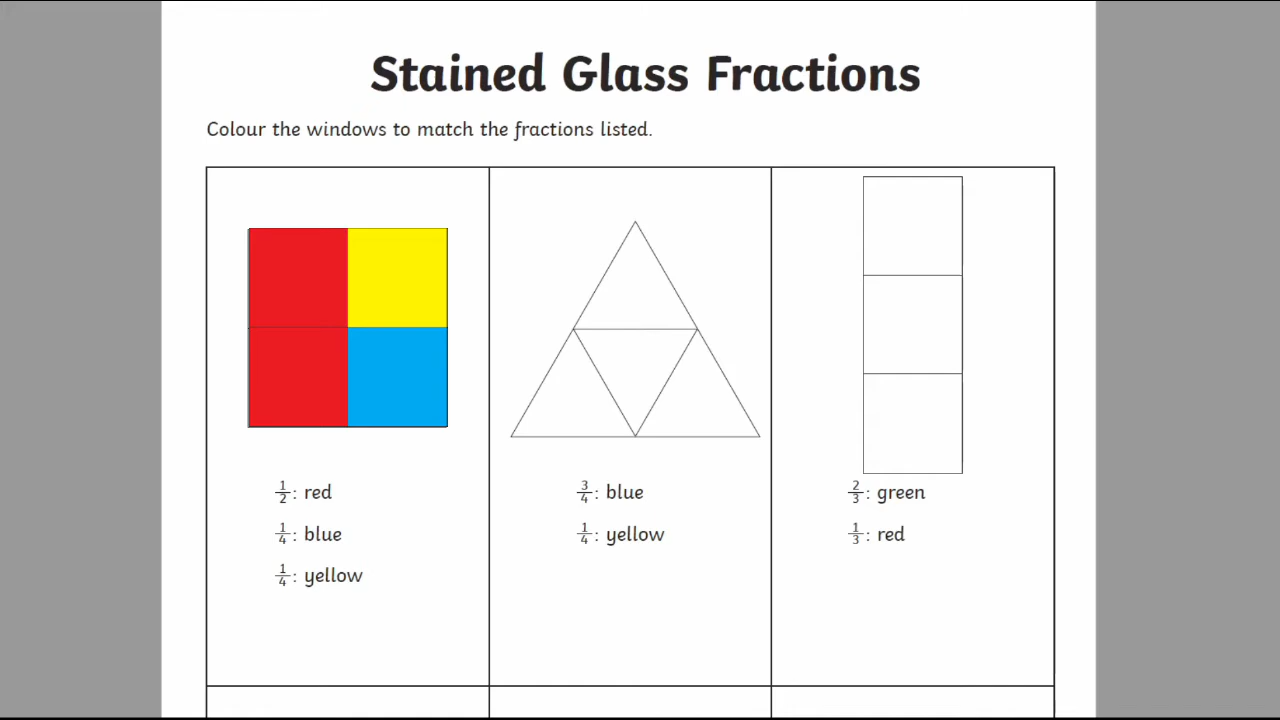 Stained Glass Fractions
Colour the windows to match the fractions listed.
1/2: red
1/4: blue
1/4: yellow
3/4: blue
1/4: yellow
2/3: green
1/3: red